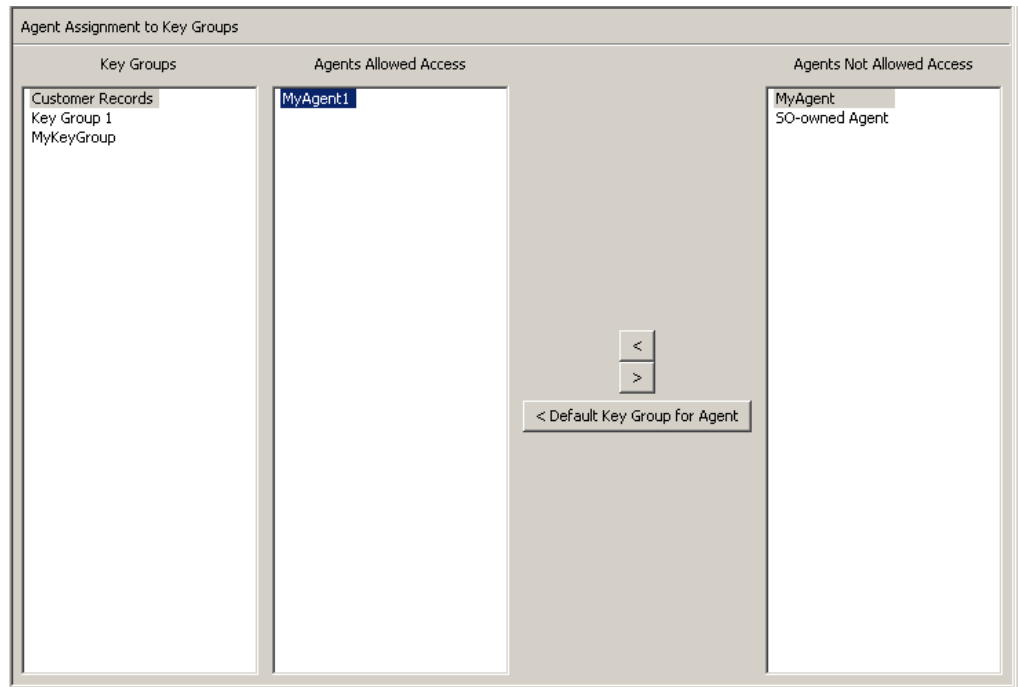 Agent Assignment to Key Groups
Key Groups
Agents Allowed Access
Agents Not Allowed Access
Customer Records
Key Group 1
MyKeyGroup
MyAgent1
MyAgent
SO-owned Agent
<
>
< Default Key Group for Agent